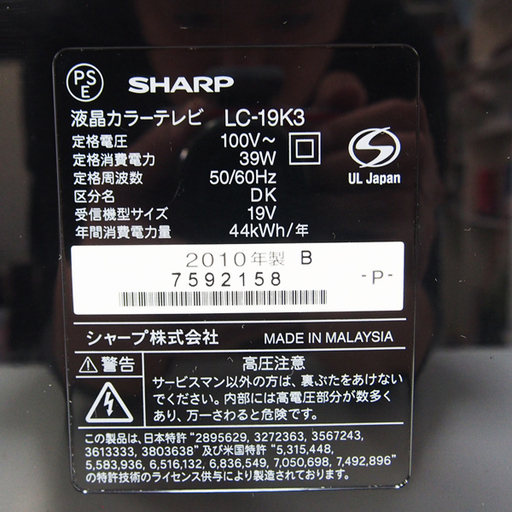 PS
E
SHARP
液晶カラーテレビ LC-19K3
定格電圧 100V~
定格消費電力 39W
定格周波数 50/60Hz
区分名 DK
受信機型サイズ 19V
年間消費電力量 44kWh/年
UL Japan
2010年製 B
7592158 -P-
シャープ株式会社 MADE IN MALAYSIA
⚠警告 高圧注意
サービスマン以外の方は、裏ぶたをあけない
でください。内部には高電圧部分が数多く
あり、万一さわると危険です。
この製品は、日本特許 "2895629, 3272363, 3567243,
3613333, 3803638" 及び米国特許 "5,315,448,
5,583,936, 6,516,132, 6,836,549, 7,050,698, 7,492,896"
の特許技術のライセンス供与により製造されております。